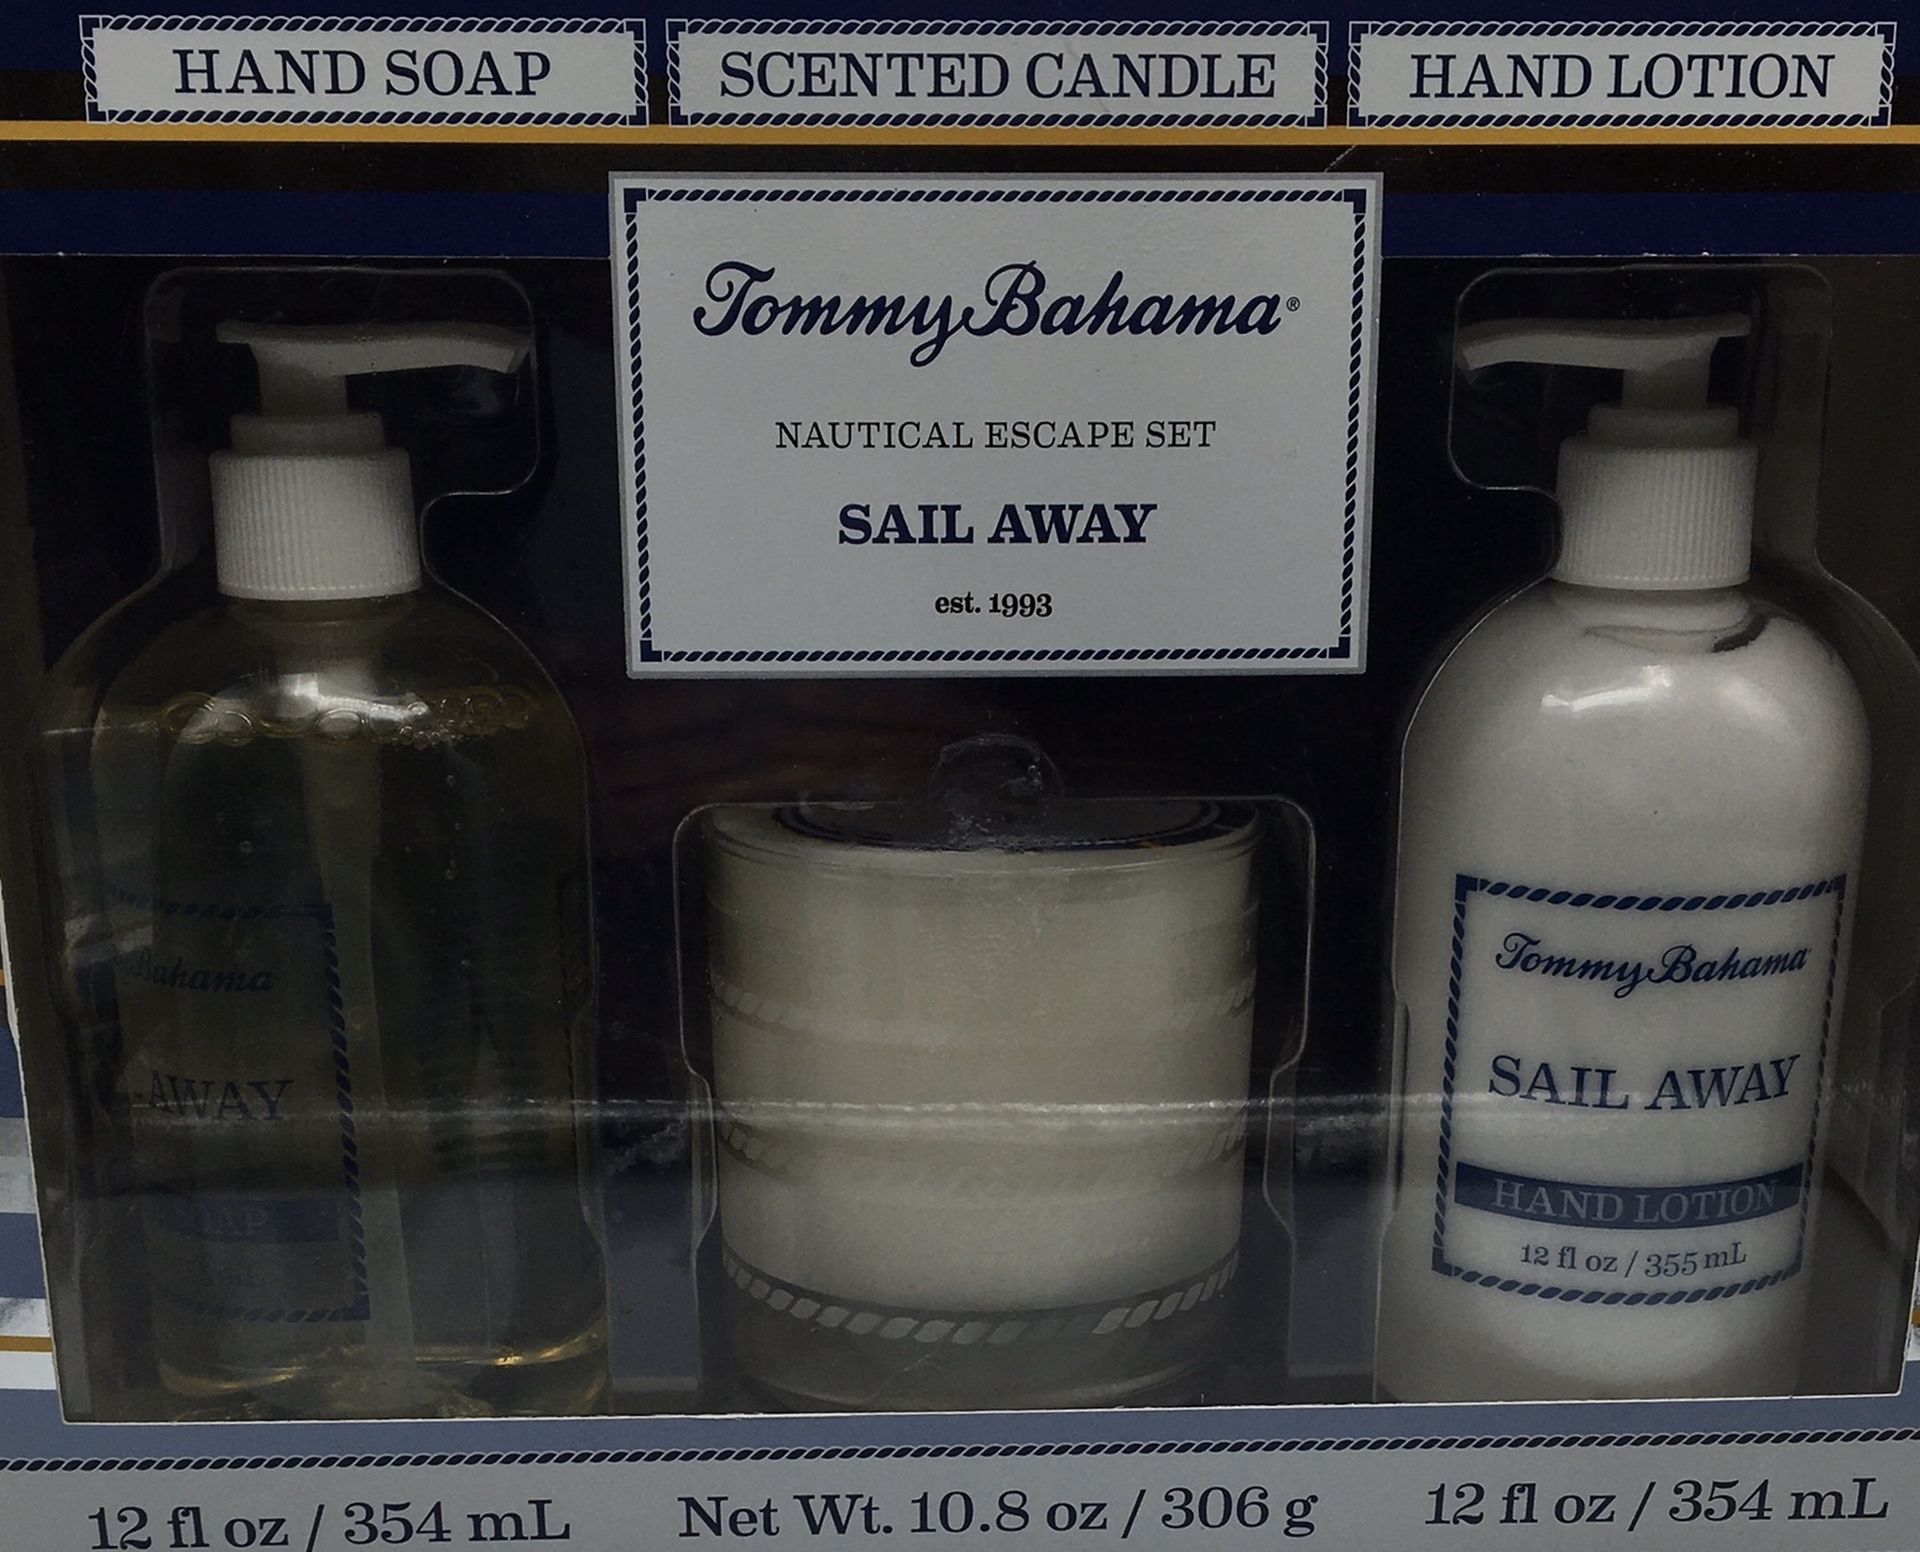 HAND SOAP
SCENTED CANDLE
HAND LOTION
Tommy Bahama®
NAUTICAL ESCAPE SET
SAIL AWAY
est. 1993
Bahama
AWAY
SOAP
Tommy Bahama
SAIL AWAY
HAND LOTION
12 fl oz / 355 mL
12 fl oz / 354 mL
Net Wt. 10.8 oz / 306 g
12 fl oz / 354 mL